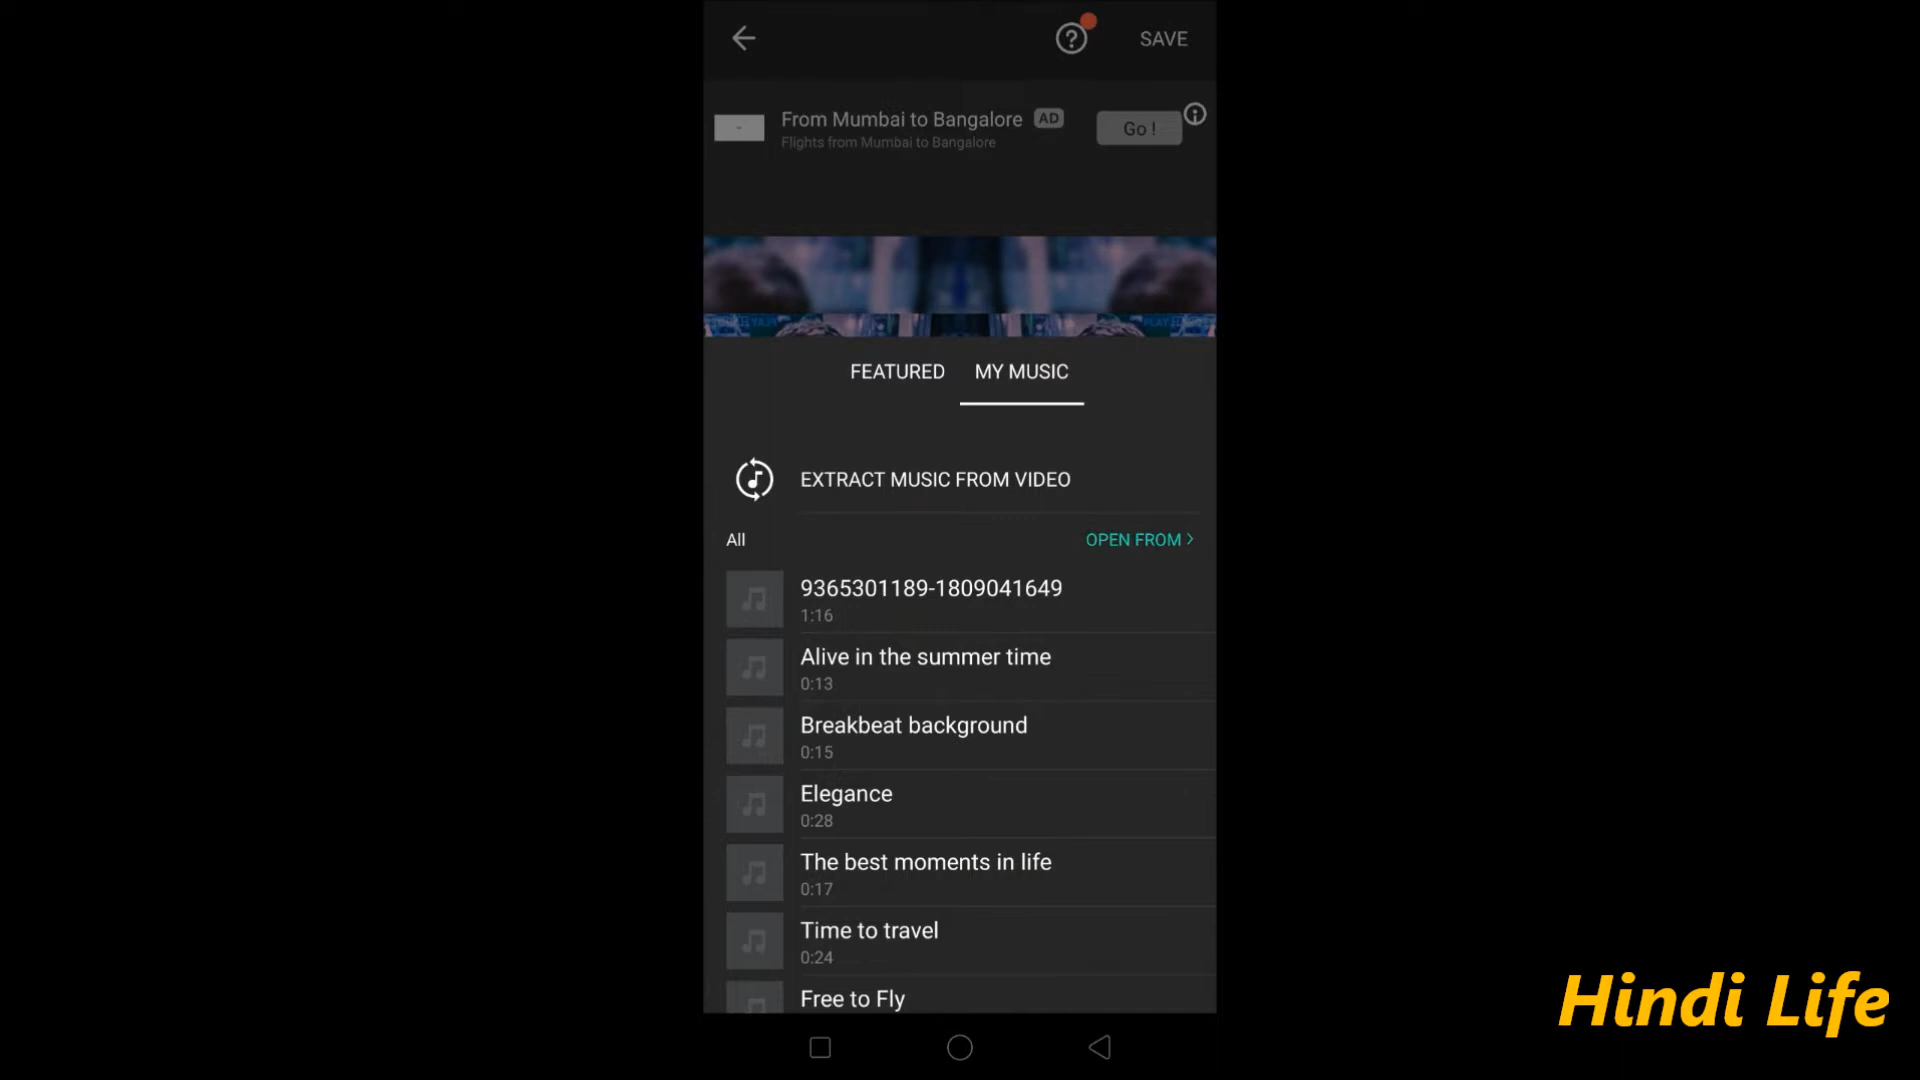 SAVE
From Mumbai to Bangalore AD
Flights from Mumbai to Bangalore
Go !
FEATURED MY MUSIC
EXTRACT MUSIC FROM VIDEO
All OPEN FROM >
9365301189-1809041649
1:16
Alive in the summer time
0:13
Breakbeat background
0:15
Elegance
0:28
The best moments in life
0:17
Time to travel
0:24
Free to Fly
Hindi Life